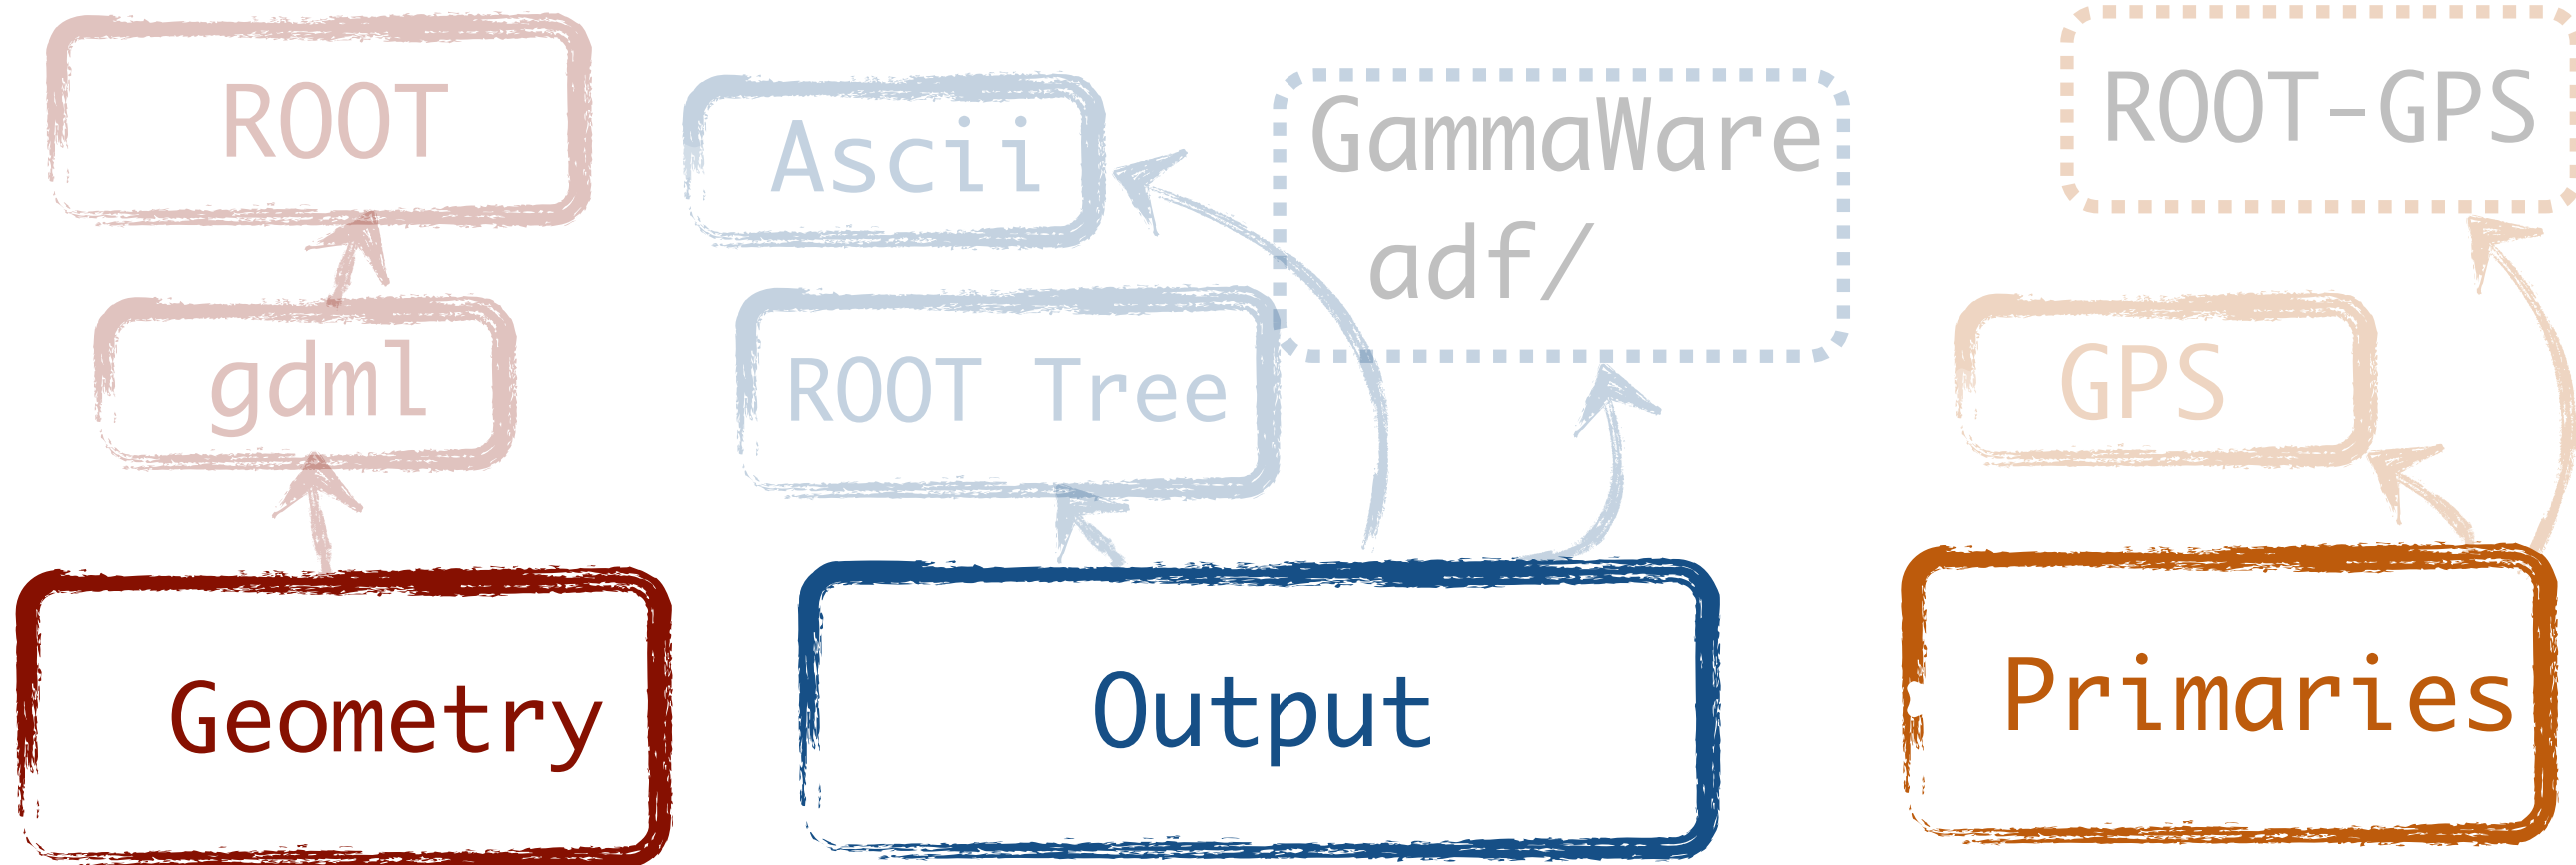 ROOT
gdml
Geometry
Ascii
ROOT Tree
GammaWare
adf/
Output
ROOT-GPS
GPS
Primaries